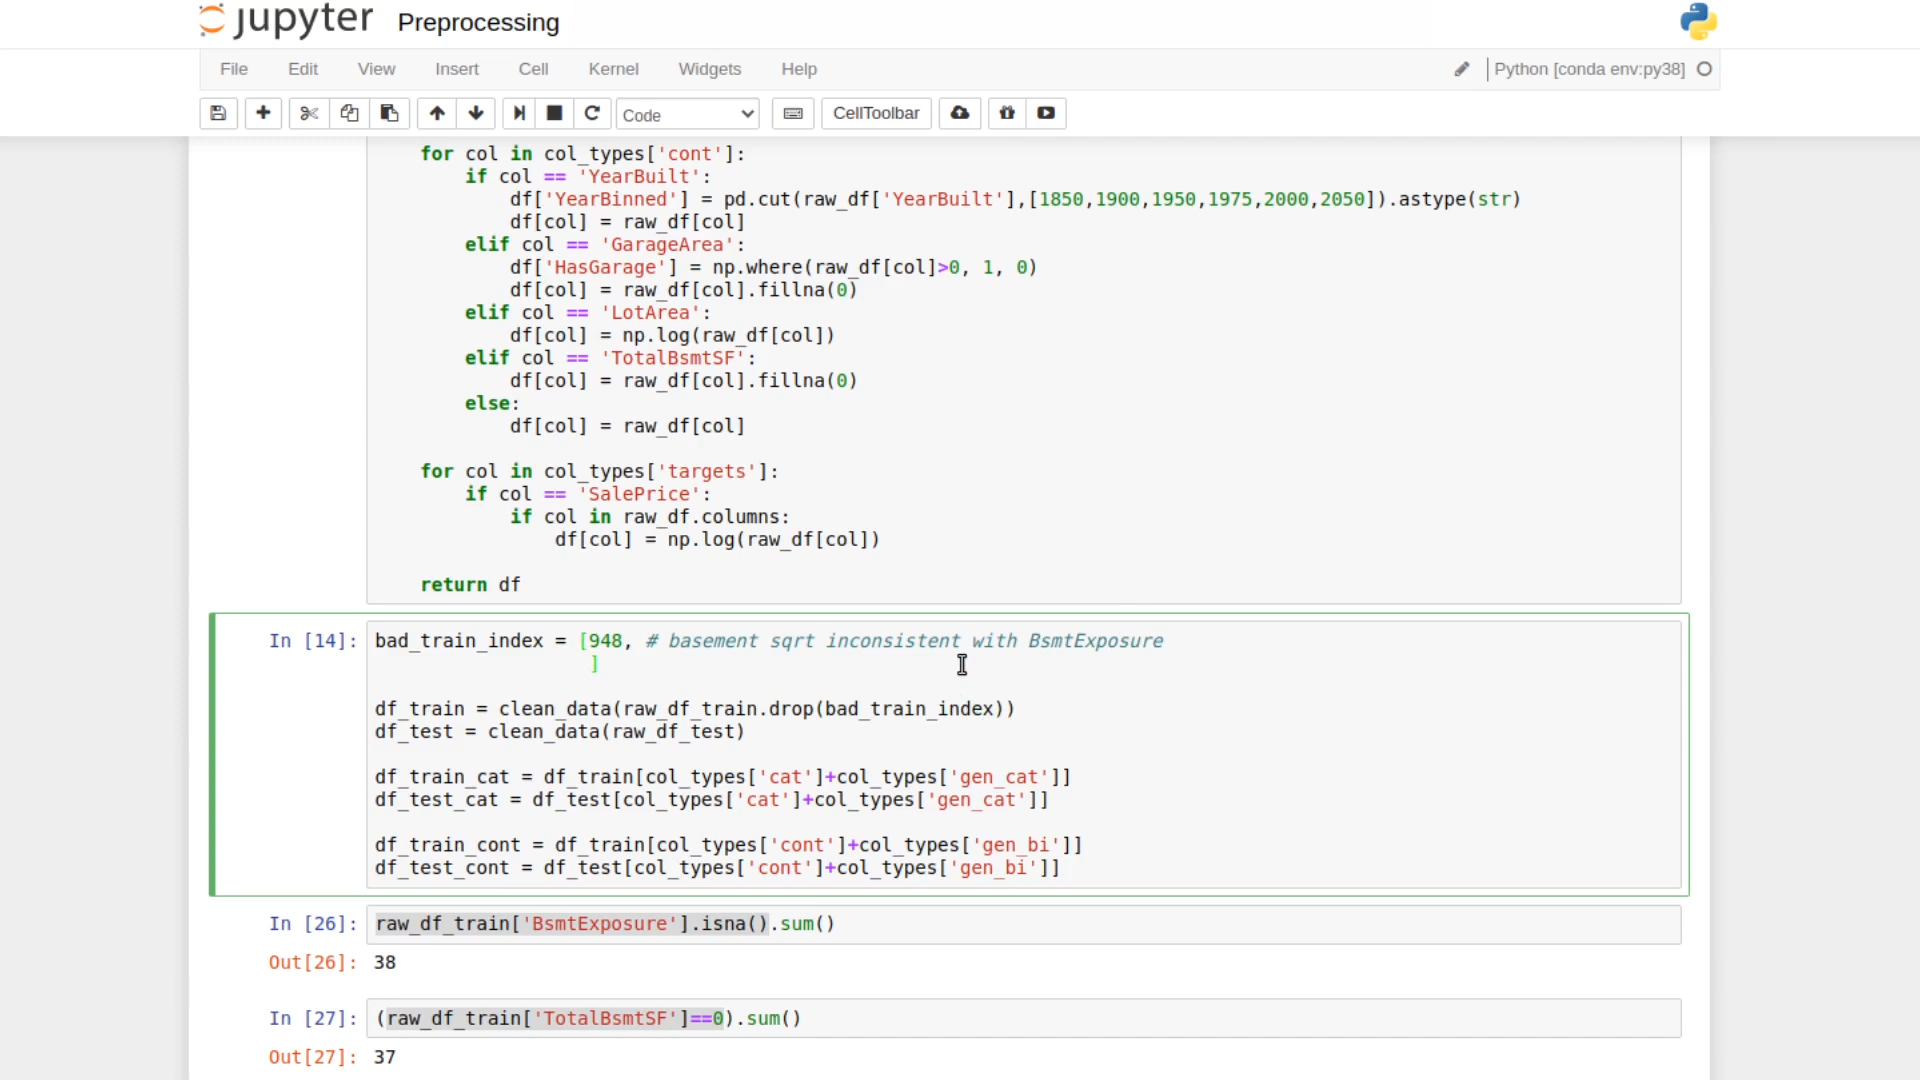 jupyter Preprocessing
File Edit View Insert Cell Kernel Widgets Help Python [conda env:py38]
Code CellToolbar
for col in col_types['cont']:
if col == 'YearBuilt':
df['YearBinned'] = pd.cut(raw_df['YearBuilt'],[1850,1900,1950,1975,2000,2050]).astype(str)
df[col] = raw_df[col]
elif col == 'GarageArea':
df['HasGarage'] = np.where(raw_df[col]>0, 1, 0)
df[col] = raw_df[col].fillna(0)
elif col == 'LotArea':
df[col] = np.log(raw_df[col])
elif col == 'TotalBsmtSF':
df[col] = raw_df[col].fillna(0)
else:
df[col] = raw_df[col]
for col in col_types['targets']:
if col == 'SalePrice':
if col in raw_df.columns:
df[col] = np.log(raw_df[col])
return df
In [14]: bad_train_index = [948, # basement sqrt inconsistent with BsmtExposure
]
df_train = clean_data(raw_df_train.drop(bad_train_index))
df_test = clean_data(raw_df_test)
df_train_cat = df_train[col_types['cat']+col_types['gen_cat']]
df_test_cat = df_test[col_types['cat']+col_types['gen_cat']]
df_train_cont = df_train[col_types['cont']+col_types['gen_bi']]
df_test_cont = df_test[col_types['cont']+col_types['gen_bi']]
In [26]: raw_df_train['BsmtExposure'].isna().sum()
Out[26]: 38
In [27]: (raw_df_train['TotalBsmtSF']==0).sum()
Out[27]: 37